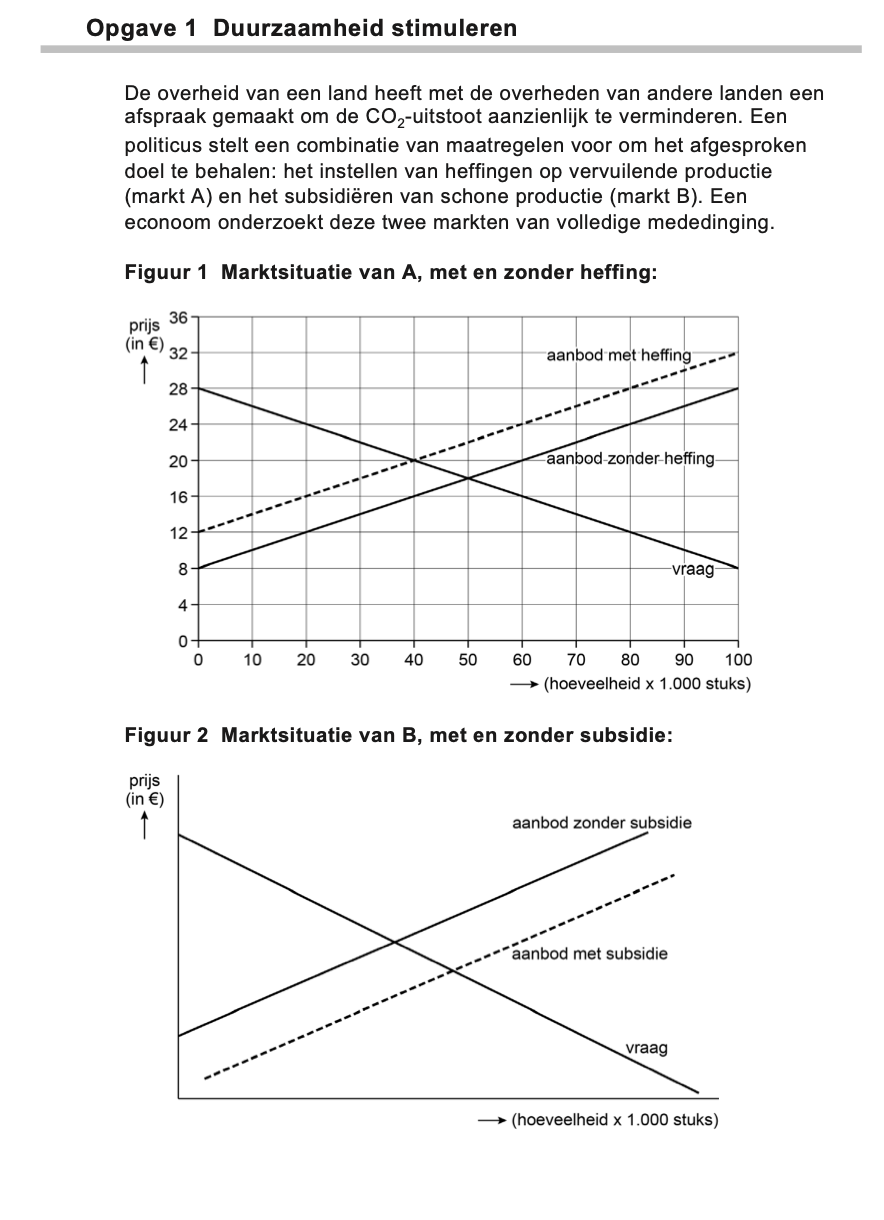 Opgave 1 Duurzaamheid stimuleren
De overheid van een land heeft met de overheden van andere landen een
afspraak gemaakt om de CO₂-uitstoot aanzienlijk te verminderen. Een
politicus stelt een combinatie van maatregelen voor om het afgesproken
doel te behalen: het instellen van heffingen op vervuilende productie
(markt A) en het subsidiëren van schone productie (markt B). Een
econoom onderzoekt deze twee markten van volledige mededinging.
Figuur 1 Marktsituatie van A, met en zonder heffing:
prijs
(in €)
36
32
28
24
20
16
12
8
4
0
aanbod met heffing
aanbod zonder heffing
vraag
0 10 20 30 40 50 60 70 80 90 100
(hoeveelheid x 1.000 stuks)
Figuur 2 Marktsituatie van B, met en zonder subsidie:
prijs
(in €)
aanbod zonder subsidie
aanbod met subsidie
vraag
(hoeveelheid x 1.000 stuks)